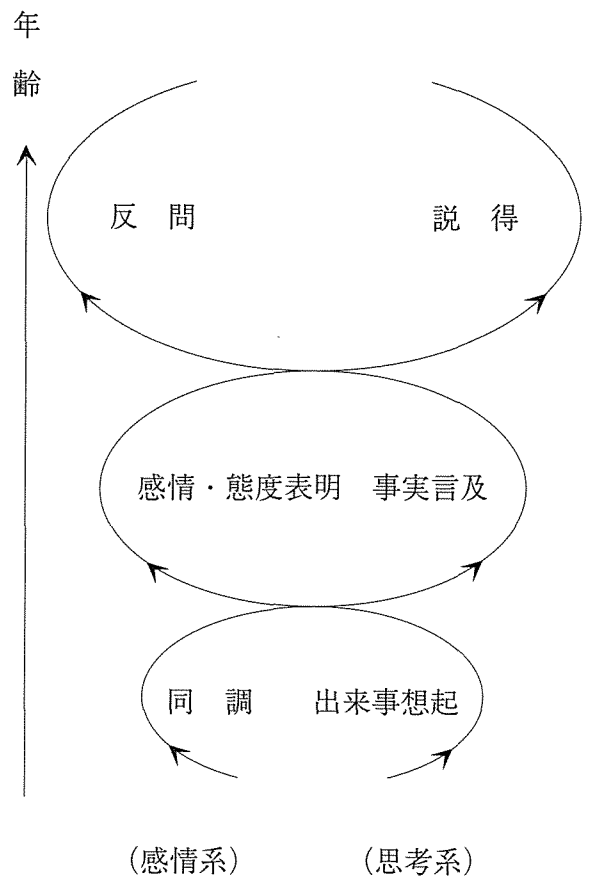 年
齢
反　問　説　得
感情・態度表明　事実言及
同　調　出来事想起
(感情系)　(思考系)